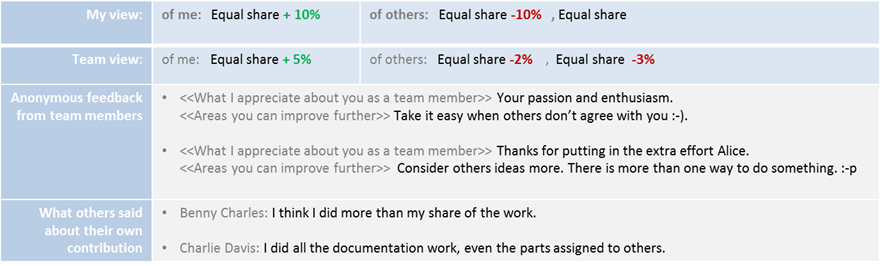 My view: of me: Equal share + 10% of others: Equal share -10% , Equal share
Team view: of me: Equal share + 5% of others: Equal share -2% , Equal share -3%
Anonymous feedback from team members
• <<What I appreciate about you as a team member>> Your passion and enthusiasm.
<<Areas you can improve further>> Take it easy when others don't agree with you :-).
• <<What I appreciate about you as a team member>> Thanks for putting in the extra effort Alice.
<<Areas you can improve further>> Consider others ideas more. There is more than one way to do something. :-p
What others said about their own contribution
• Benny Charles: I think I did more than my share of the work.
• Charlie Davis: I did all the documentation work, even the parts assigned to others.